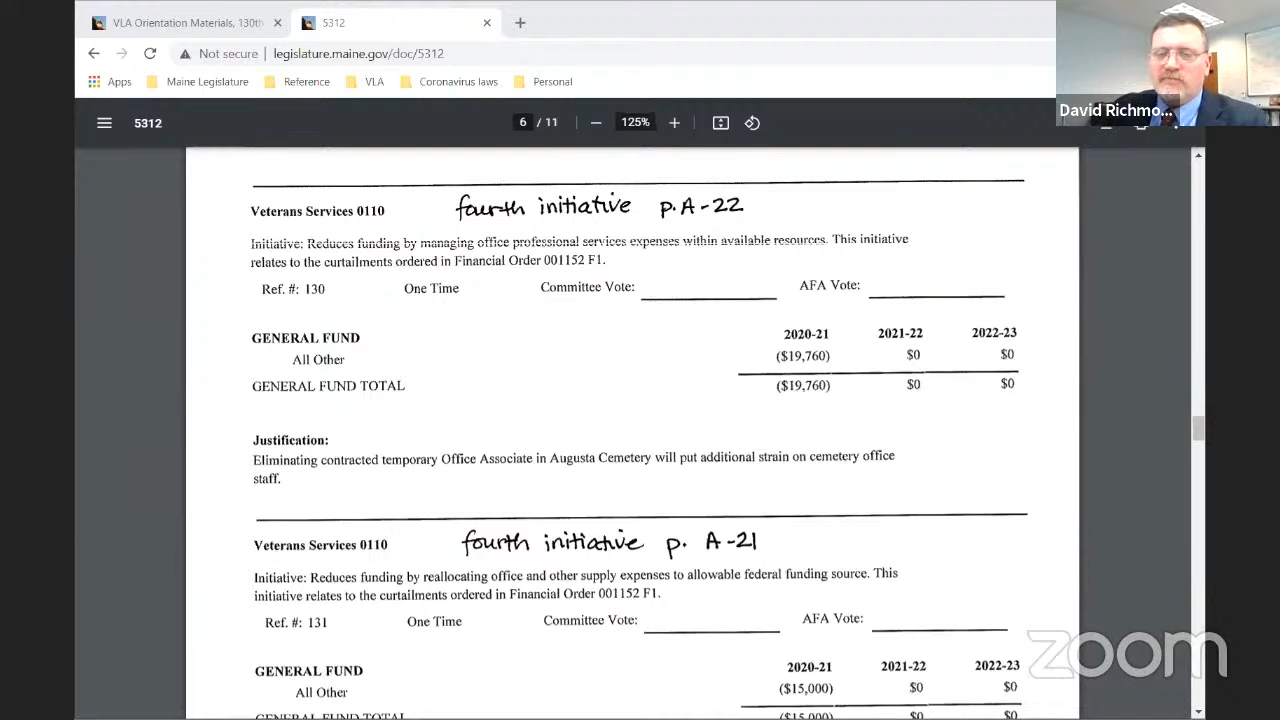 VLA Orientation Materials, 130th
5312
Not secure | legislature.maine.gov/doc/5312
Apps Maine Legislature Reference VLA Coronavirus laws Personal
David Richmo...
5312 6 / 11 125%
Veterans Services 0110 fourth initiative p. A-22
Initiative: Reduces funding by managing office professional services expenses within available resources. This initiative
relates to the curtailments ordered in Financial Order 001152 F1.
Ref. #: 130 One Time Committee Vote: AFA Vote:
GENERAL FUND 2020-21 2021-22 2022-23
All Other ($19,760) $0 $0
GENERAL FUND TOTAL ($19,760) $0 $0
Justification:
Eliminating contracted temporary Office Associate in Augusta Cemetery will put additional strain on cemetery office
staff.
Veterans Services 0110 fourth initiative p. A-21
Initiative: Reduces funding by reallocating office and other supply expenses to allowable federal funding source. This
initiative relates to the curtailments ordered in Financial Order 001152 F1.
Ref. #: 131 One Time Committee Vote: AFA Vote:
GENERAL FUND 2020-21 2021-22 2022-23
All Other ($15,000) $0 $0
GENERAL FUND TOTAL ($15,000) $0 $0
zoom